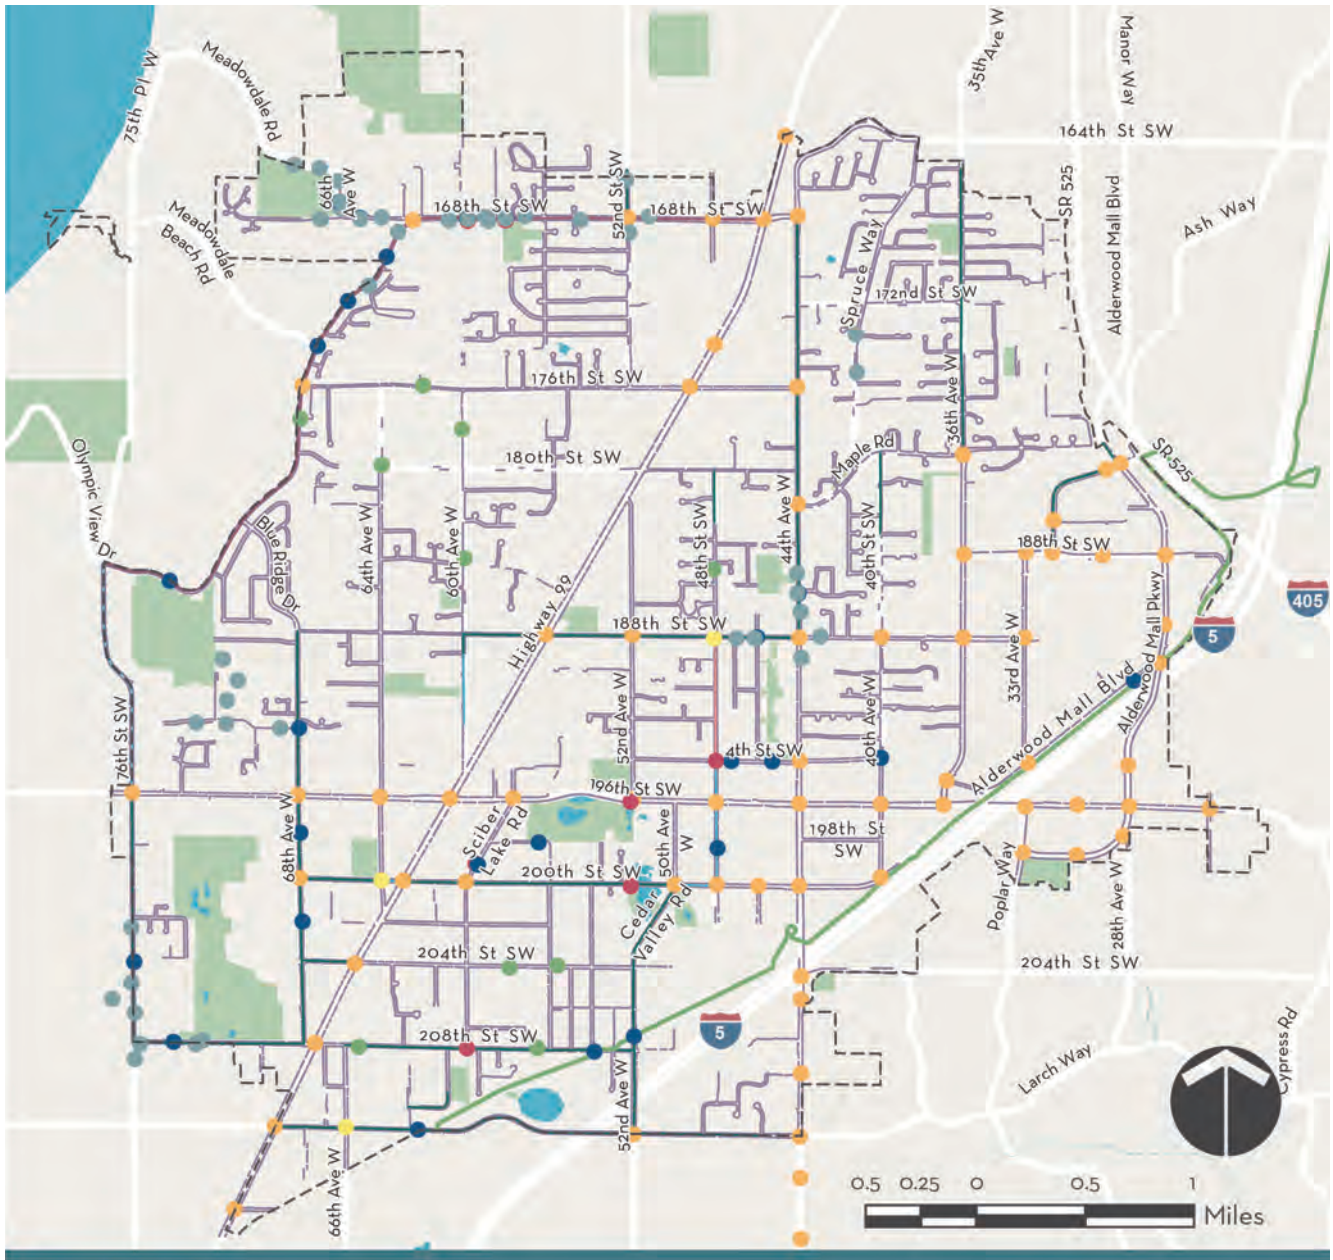 Meadowdale Rd
75th Pl W
35th Ave W
Manor Way
164th St SW
SR 525
Alderwood Mall Blvd
Ash Way
66th
Ave W
52nd St SW
168th St SW
168th St SW
Meadowdale
Beach Rd
Spruce Way
172nd St SW
36th Ave W
176th St SW
Olympic View Dr
180th St SW
Maple Rd
SR 525
Blue Ridge Dr
64th Ave W
60th Ave W
48th St SW
44th Ave W
40th St SW
188th St SW
Highway 99
188th St SW
405
5
33rd Ave W
Alderwood Mall Pkwy
Alderwood Mall Blvd
Alderwood Mall Pkwy
76th St SW
52nd Ave W
4th St SW
40th Ave W
196th St SW
68th Ave W
Sciber
Lake Rd
50th Ave
W
198th St
SW
200th St SW
Cedar
Valley Rd
Poplar Way
28th Ave W
204th St SW
204th St SW
208th St SW
5
Larch Way
Cypress Rd
52nd Ave W
66th Ave W
0.5 0.25 0 0.5 1
Miles